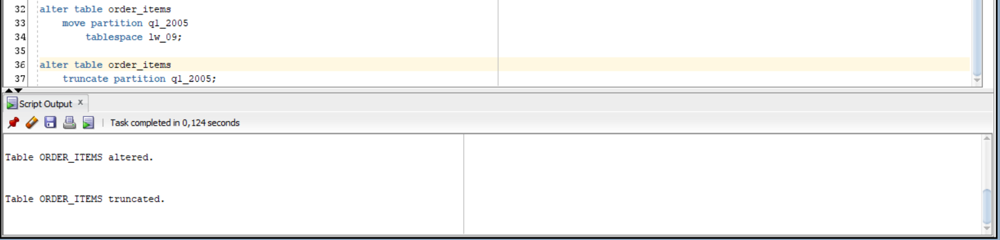 32 alter table order_items
33 move partition q1_2005
34 tablespace lw_09;
35
36 alter table order_items
37 truncate partition q1_2005;
Script Output x
Task completed in 0,124 seconds
Table ORDER_ITEMS altered.
Table ORDER_ITEMS truncated.